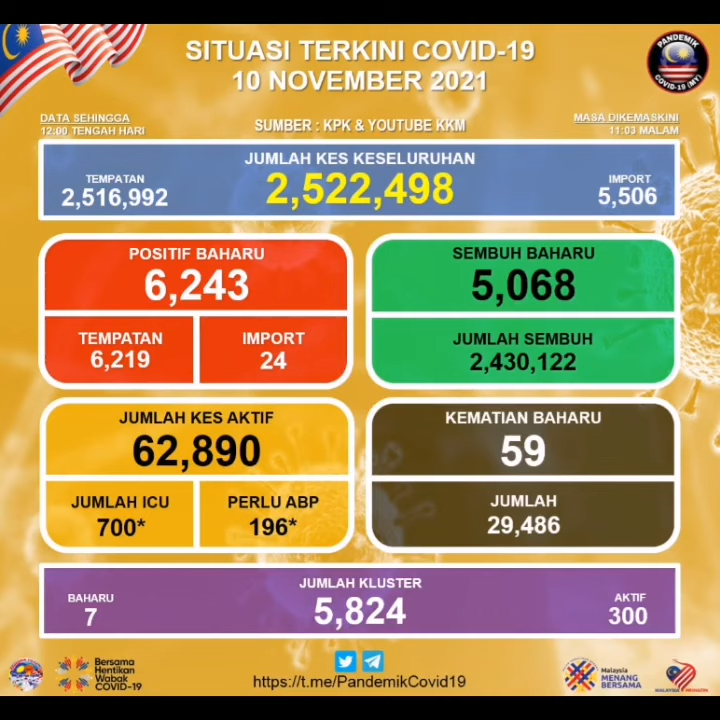 SITUASI TERKINI COVID-19
10 NOVEMBER 2021
PANDEMIK
COVID-19 (MY)
DATA SEHINGGA
12:00 TENGAH HARI
SUMBER : KPK & YOUTUBE KKM
MASA DIKEMASKINI
11:03 MALAM
JUMLAH KES KESELURUHAN
TEMPATAN
2,516,992
2,522,498
IMPORT
5,506
POSITIF BAHARU
6,243
TEMPATAN
6,219
IMPORT
24
SEMBUH BAHARU
5,068
JUMLAH SEMBUH
2,430,122
JUMLAH KES AKTIF
62,890
JUMLAH ICU
700*
PERLU ABP
196*
KEMATIAN BAHARU
59
JUMLAH
29,486
JUMLAH KLUSTER
BAHARU
7
5,824
AKTIF
300
Bersama
Hentikan
Wabak
COVID-19
https://t.me/PandemikCovid19
Malaysia
MENANG
BERSAMA
MALAYSIA PRIHATIN